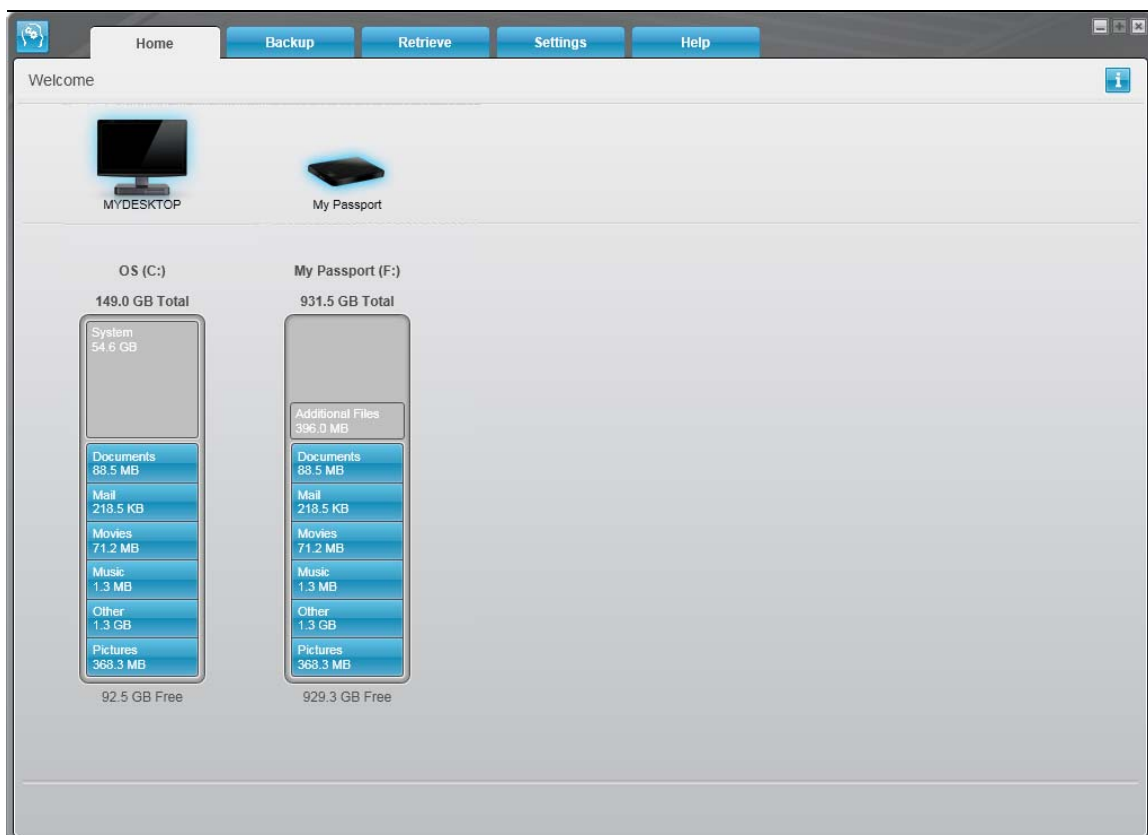 Home
Backup
Retrieve
Settings
Help
Welcome
i
MYDESKTOP
My Passport
OS (C:)
149.0 GB Total
System
54.6 GB
Documents
88.5 MB
Mail
218.5 KB
Movies
71.2 MB
Music
1.3 MB
Other
1.3 GB
Pictures
368.3 MB
92.5 GB Free
My Passport (F:)
931.5 GB Total
Additional Files
396.0 MB
Documents
88.5 MB
Mail
218.5 KB
Movies
71.2 MB
Music
1.3 MB
Other
1.3 GB
Pictures
368.3 MB
929.3 GB Free